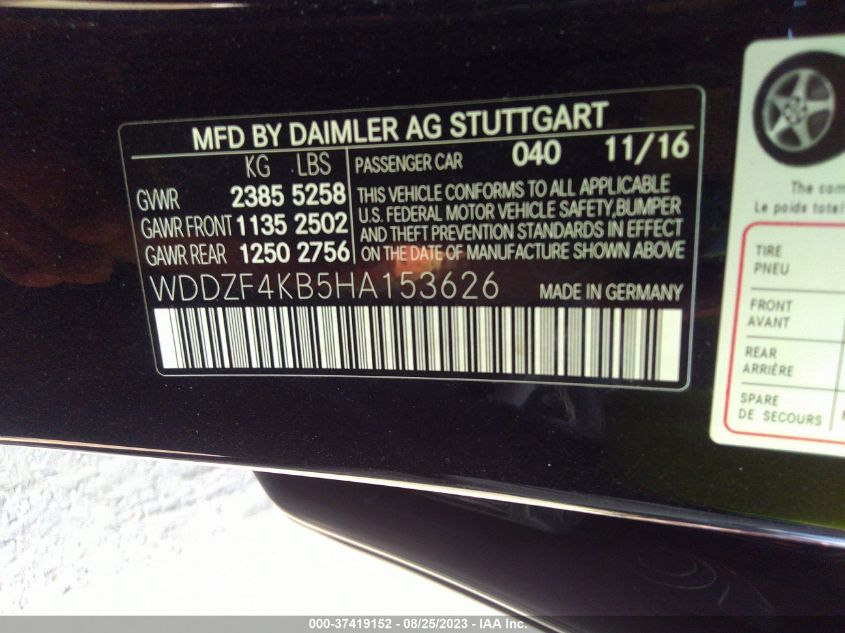 MFD BY DAIMLER AG STUTTGART
KG LBS
GVWR 2385 5258
GAWR FRONT 1135 2502
GAWR REAR 1250 2756
PASSENGER CAR 040 11/16
THIS VEHICLE CONFORMS TO ALL APPLICABLE
U.S. FEDERAL MOTOR VEHICLE SAFETY,BUMPER
AND THEFT PREVENTION STANDARDS IN EFFECT
ON THE DATE OF MANUFACTURE SHOWN ABOVE
WDDZF4KB5HA153626 MADE IN GERMANY
The com
Le poids total
TIRE
PNEU
FRONT
AVANT
REAR
ARRIÉRE
SPARE
DE SECOURS
000-37419152 - 08/25/2023 - IAA Inc.